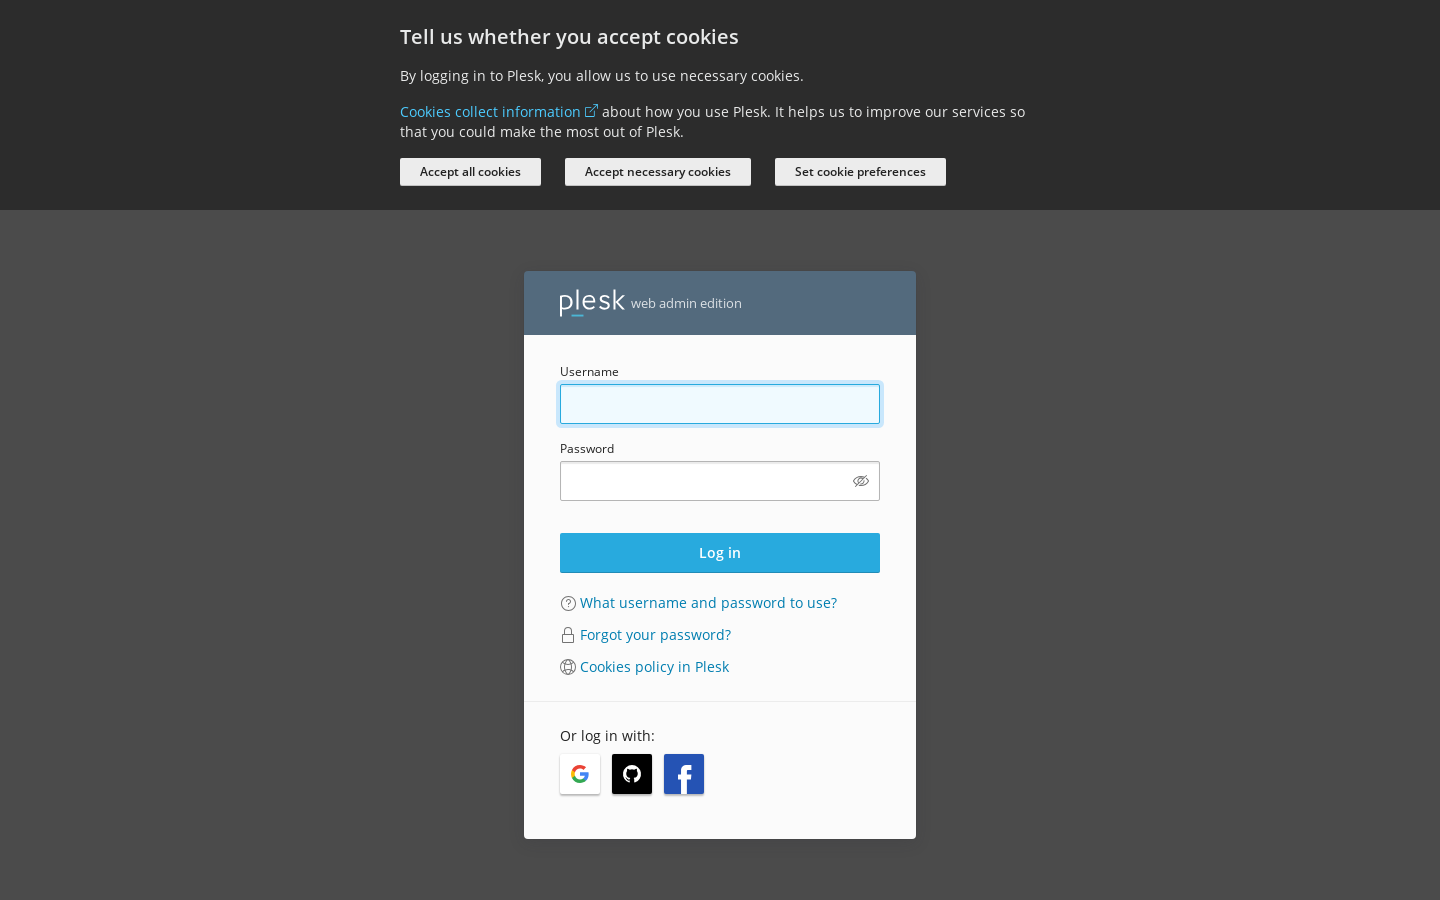 Tell us whether you accept cookies
By logging in to Plesk, you allow us to use necessary cookies.
Cookies collect information about how you use Plesk. It helps us to improve our services so
that you could make the most out of Plesk.
Accept all cookies
Accept necessary cookies
Set cookie preferences
plesk web admin edition
Username
Password
Log in
What username and password to use?
Forgot your password?
Cookies policy in Plesk
Or log in with: